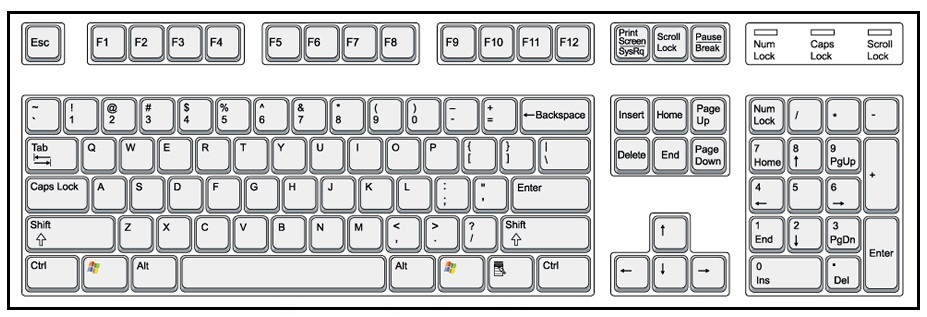 Esc F1 F2 F3 F4 F5 F6 F7 F8 F9 F10 F11 F12
Print
Screen
SysRq
Scroll
Lock
Pause
Break
Num
Lock
Caps
Lock
Scroll
Lock
~
`
!
1
@
2
#
3
$
4
%
5
^
6
&
7
*
8
(
9
)
0
_
-
+
=
←Backspace
Insert Home
Page
Up
Num
Lock
/ * -
Tab
Q W E R T Y U I O P
{
[
}
]
|
\
Delete End
Page
Down
7
Home
8
↑
9
PgUp
+
Caps Lock A S D F G H J K L
:
;
"
'
Enter
4
←
5
6
→
Shift
⇧
Z X C V B N M
<
,
>
.
?
/
Shift
⇧
↑
1
End
2
↓
3
PgDn
Enter
Ctrl Alt Alt Ctrl
← ↓ →
0
Ins
.
Del